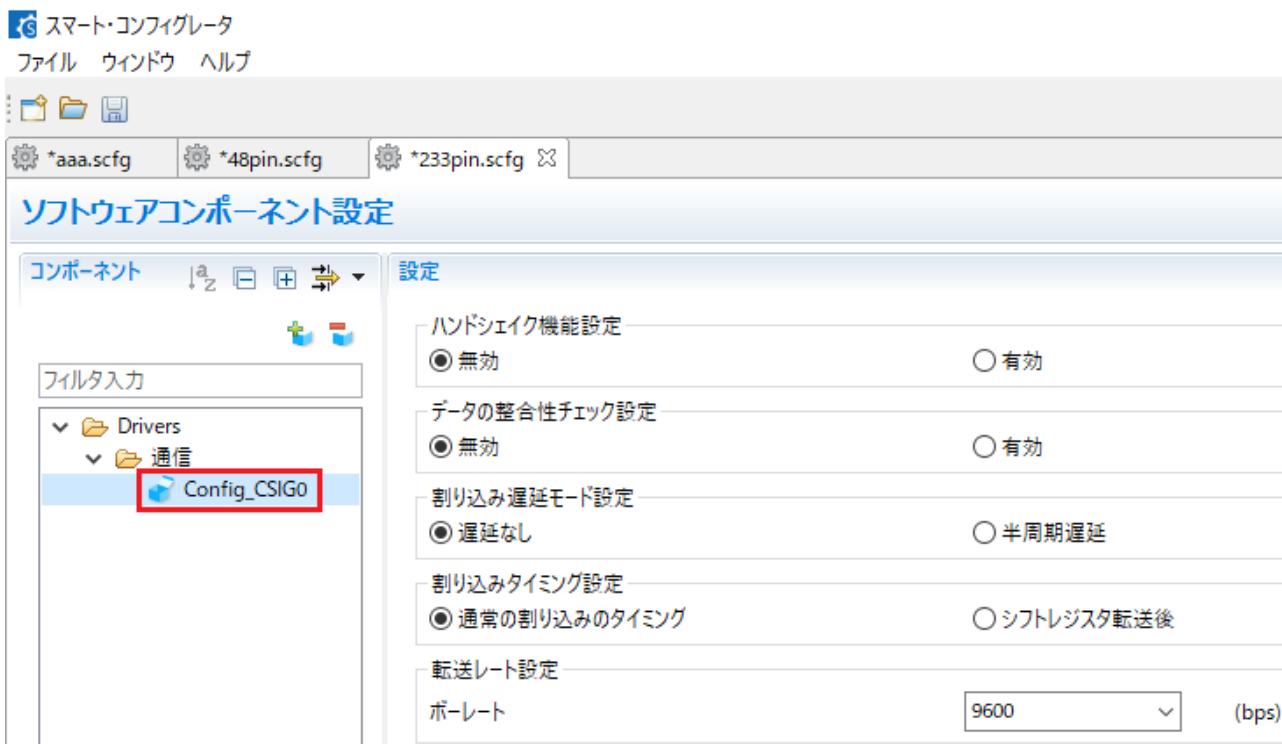 スマート・コンフィグレータ
ファイル ウィンドウ ヘルプ
*aaa.scfg *48pin.scfg *233pin.scfg
ソフトウェアコンポーネント設定
コンポーネント
設定
フィルタ入力
Drivers
通信
Config_CSIG0
ハンドシェイク機能設定
無効 有効
データの整合性チェック設定
無効 有効
割り込み遅延モード設定
遅延なし 半周期遅延
割り込みタイミング設定
通常の割り込みのタイミング シフトレジスタ転送後
転送レート設定
ボーレート 9600 (bps)